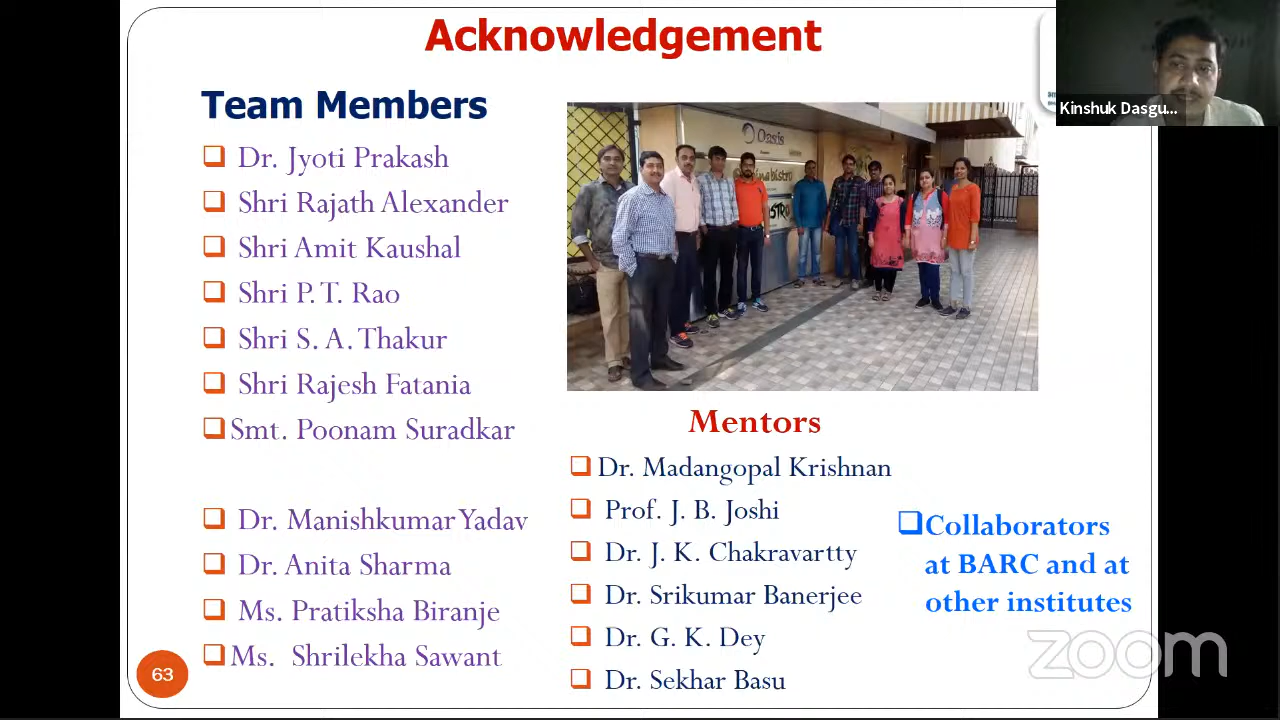 Acknowledgement
Team Members
Dr. Jyoti Prakash
Shri Rajath Alexander
Shri Amit Kaushal
Shri P. T. Rao
Shri S. A. Thakur
Shri Rajesh Fatania
Smt. Poonam Suradkar
Dr. Manishkumar Yadav
Dr. Anita Sharma
Ms. Pratiksha Biranje
Ms. Shrilekha Sawant
63
Oasis
bistro
Mentors
Dr. Madangopal Krishnan
Prof. J. B. Joshi
Dr. J. K. Chakravartty
Dr. Srikumar Banerjee
Dr. G. K. Dey
Dr. Sekhar Basu
Collaborators
at BARC and at
other institutes
Kinshuk Dasgu...
zoom